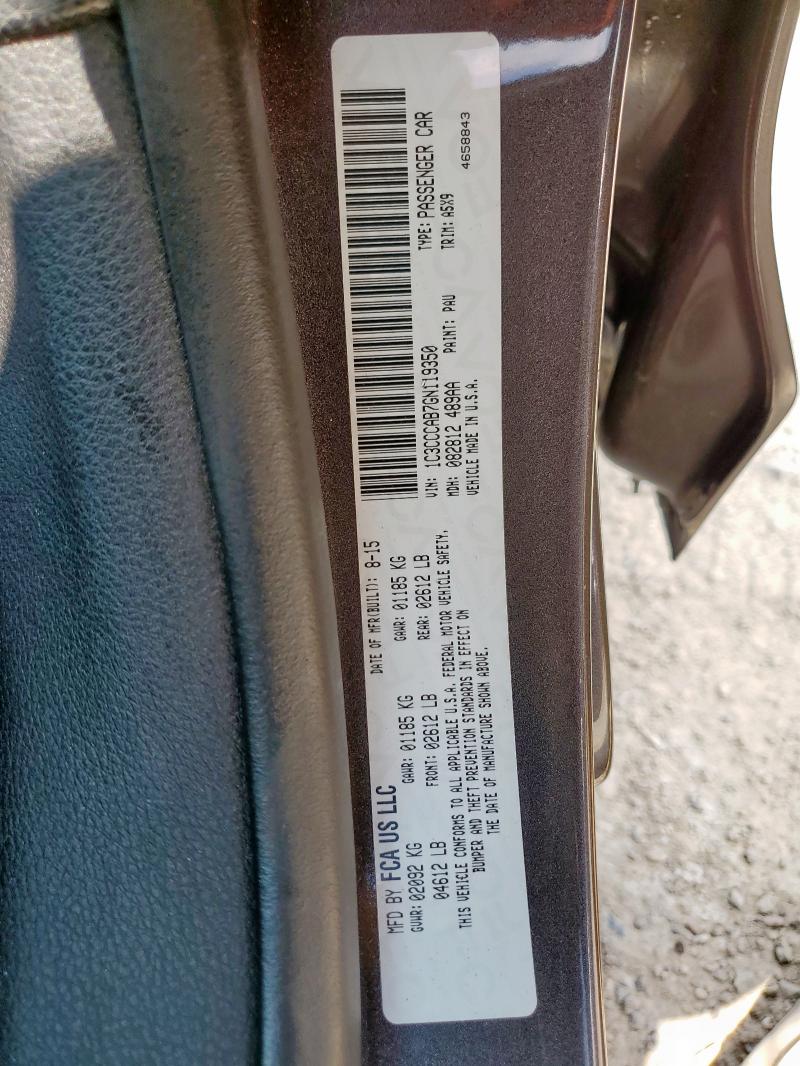 MFD BY FCA US LLC
DATE OF MFR(BUILT): 8-15
GVWR: 02092 KG
GAWR: 01185 KG
GAWR: 01185 KG
04612 LB
FRONT: 02612 LB
REAR: 02612 LB
THIS VEHICLE CONFORMS TO ALL APPLICABLE U.S.A. FEDERAL MOTOR VEHICLE SAFETY,
BUMPER AND THEFT PREVENTION STANDARDS IN EFFECT ON
THE DATE OF MANUFACTURE SHOWN ABOVE.
VIN: 1C3CCCAB7GN119350
TYPE: PASSENGER CAR
MDH: 082812 489AA
PAINT: PAU
TRIM: A5X9
VEHICLE MADE IN U.S.A.
4658843